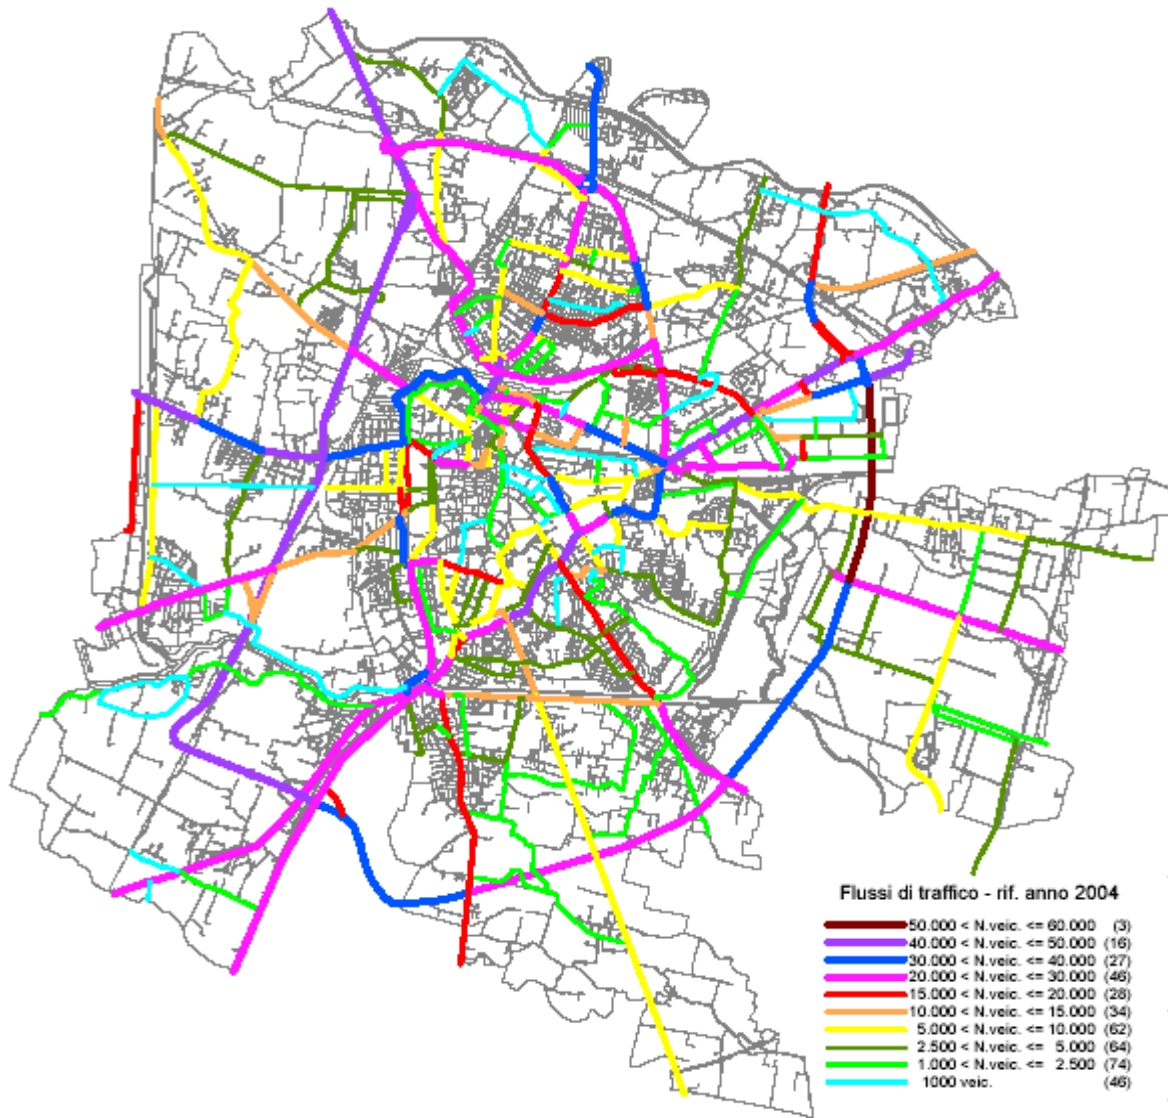 Flussi di traffico - rif. anno 2004
50.000 < N.veic. <= 60.000 (3)
40.000 < N.veic. <= 50.000 (16)
30.000 < N.veic. <= 40.000 (27)
20.000 < N.veic. <= 30.000 (46)
15.000 < N.veic. <= 20.000 (28)
10.000 < N.veic. <= 15.000 (34)
5.000 < N.veic. <= 10.000 (62)
2.500 < N.veic. <= 5.000 (64)
1.000 < N.veic. <= 2.500 (74)
1000 veic. (46)